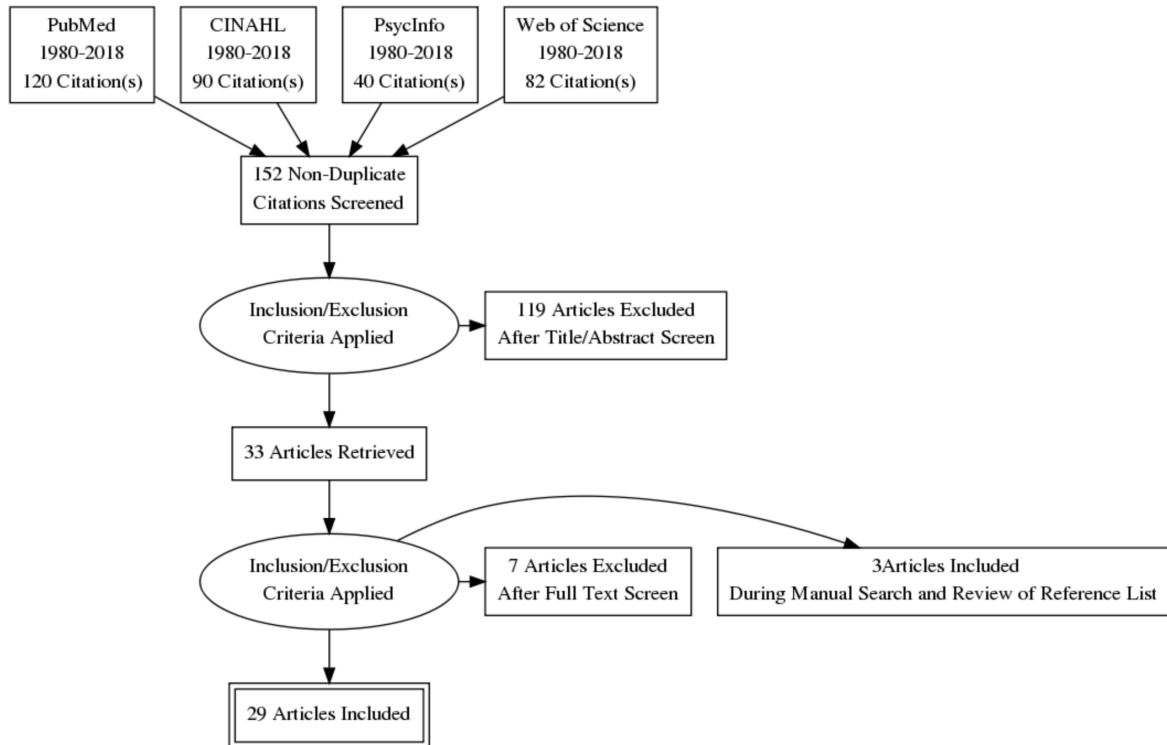 PubMed
1980-2018
120 Citation(s)
CINAHL
1980-2018
90 Citation(s)
PsycInfo
1980-2018
40 Citation(s)
Web of Science
1980-2018
82 Citation(s)
152 Non-Duplicate
Citations Screened
Inclusion/Exclusion
Criteria Applied
119 Articles Excluded
After Title/Abstract Screen
33 Articles Retrieved
Inclusion/Exclusion
Criteria Applied
7 Articles Excluded
After Full Text Screen
3Articles Included
During Manual Search and Review of Reference List
29 Articles Included